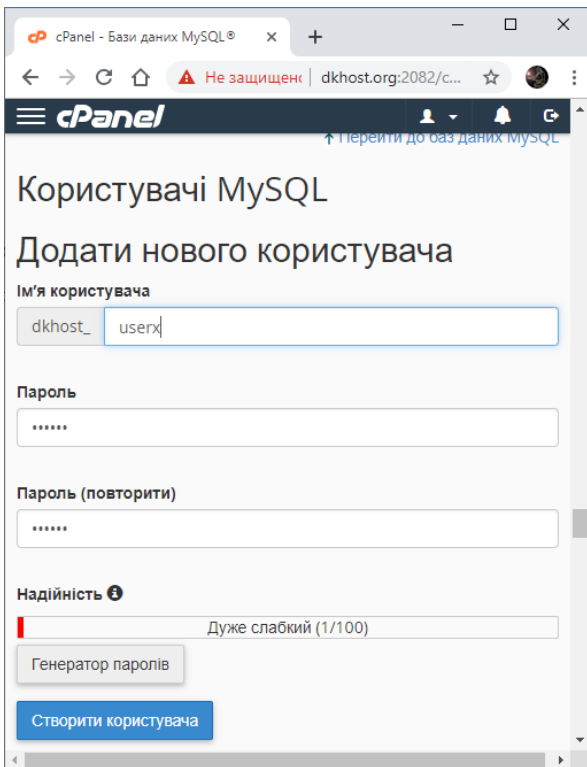 cPanel - Бази даних MySQL®
Не защищено dkhost.org:2082/c...
cPanel
Перейти до баз даних MySQL
Користувачі MySQL
Додати нового користувача
Ім'я користувача
dkhost_ userx
Пароль
••••••
Пароль (повторити)
••••••
Надійність
Дуже слабкий (1/100)
Генератор паролів
Створити користувача